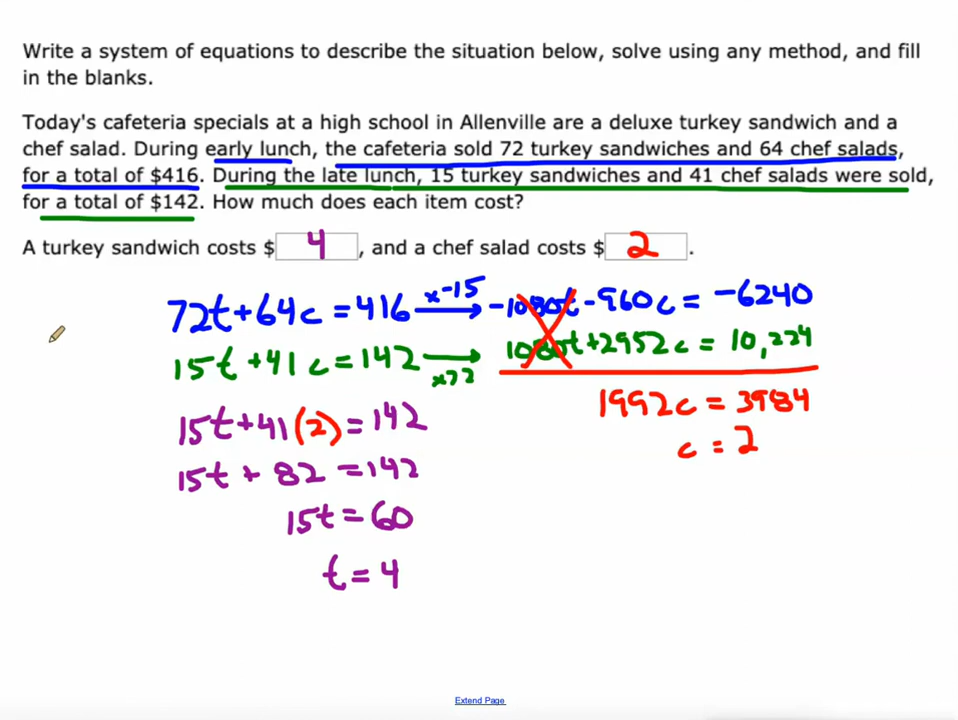 Write a system of equations to describe the situation below, solve using any method, and fill
in the blanks.
Today's cafeteria specials at a high school in Allenville are a deluxe turkey sandwich and a
chef salad. During early lunch, the cafeteria sold 72 turkey sandwiches and 64 chef salads,
for a total of $416. During the late lunch, 15 turkey sandwiches and 41 chef salads were sold,
for a total of $142. How much does each item cost?
A turkey sandwich costs $ 4 , and a chef salad costs $ 2 .
72t+64c=416 x-15 -1080t-960c=-6240
15t+41c=142 x72 1080t+2952c=10,224
1992c=3984
c=2
15t+41(2)=142
15t+82=142
15t=60
t=4
Extend Page